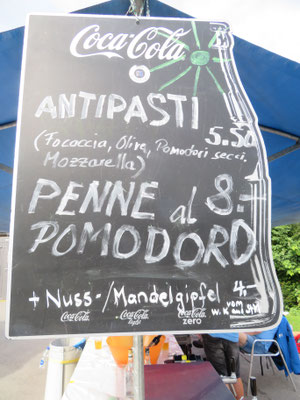 Coca-Cola
ANTIPASTI 5.50
(Focaccia, Olive, Pomodori secci,
Mozzarella)
PENNE al 8.-
POMODORO
+ Nuss-/Mandelgipfel 4.-
Coca-Cola Coca-Cola light Coca-Cola zero